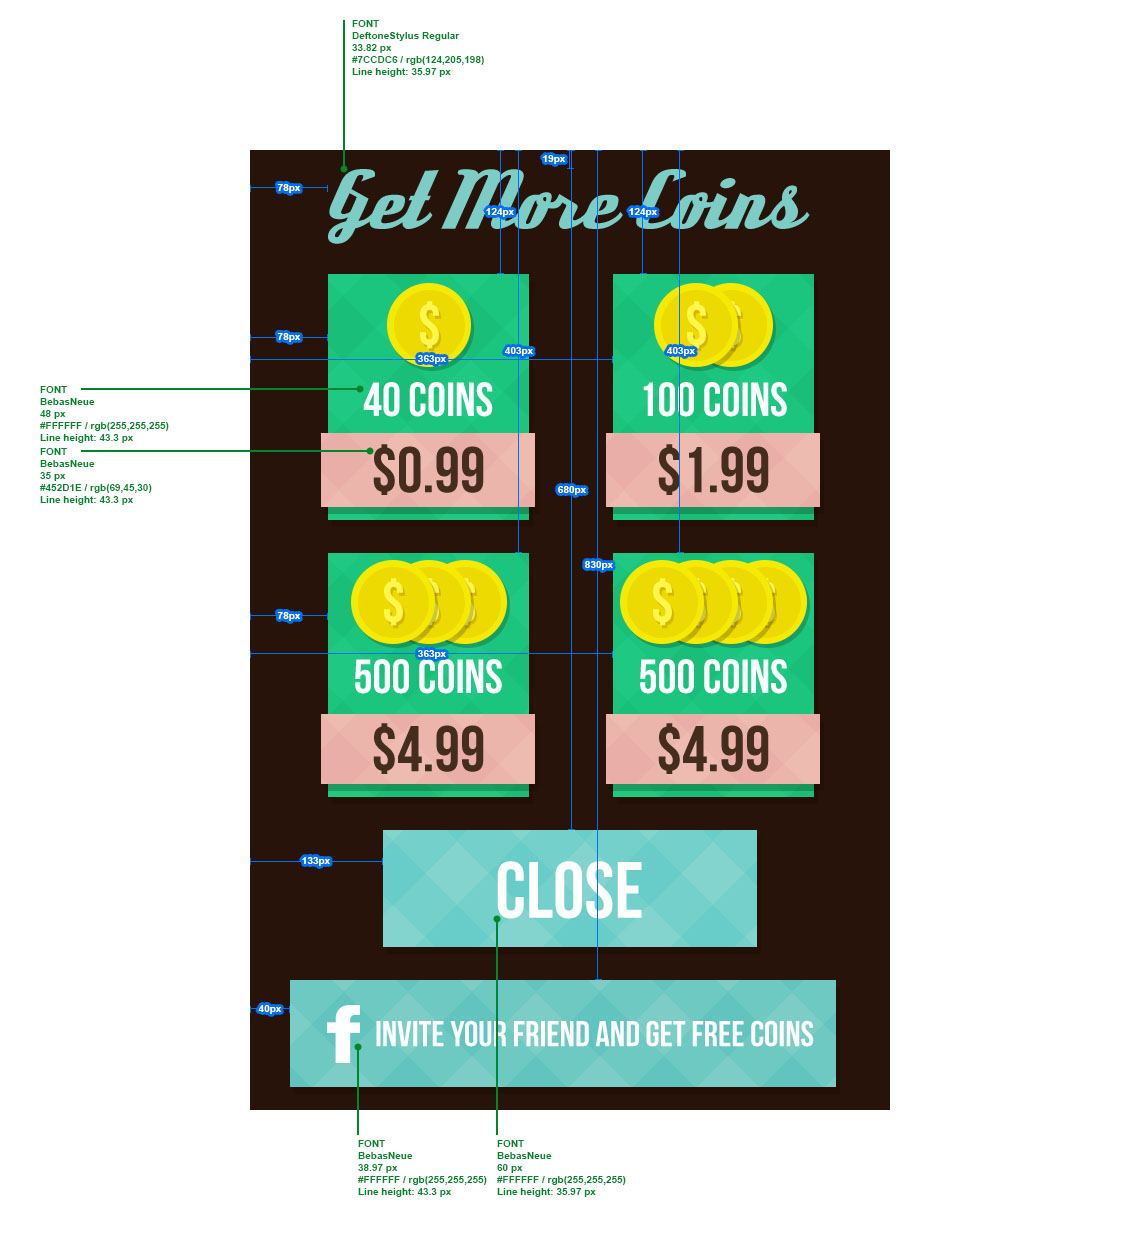 FONT
DeftoneStylus Regular
33.82 px
#7CCDC6 / rgb(124,205,198)
Line height: 35.97 px
19px
78px
Get More Coins
124px
124px
$
$
$
78px
403px
403px
363px
FONT
BebasNeue
48 px
#FFFFFF / rgb(255,255,255)
Line height: 43.3 px
40 COINS
100 COINS
FONT
BebasNeue
35 px
#452D1E / rgb(69,45,30)
Line height: 43.3 px
$0.99
$1.99
680px
830px
$
$
$
$
$
$
$
78px
363px
500 COINS
500 COINS
$4.99
$4.99
133px
CLOSE
40px
f INVITE YOUR FRIEND AND GET FREE COINS
FONT
BebasNeue
38.97 px
#FFFFFF / rgb(255,255,255)
Line height: 43.3 px
FONT
BebasNeue
60 px
#FFFFFF / rgb(255,255,255)
Line height: 35.97 px